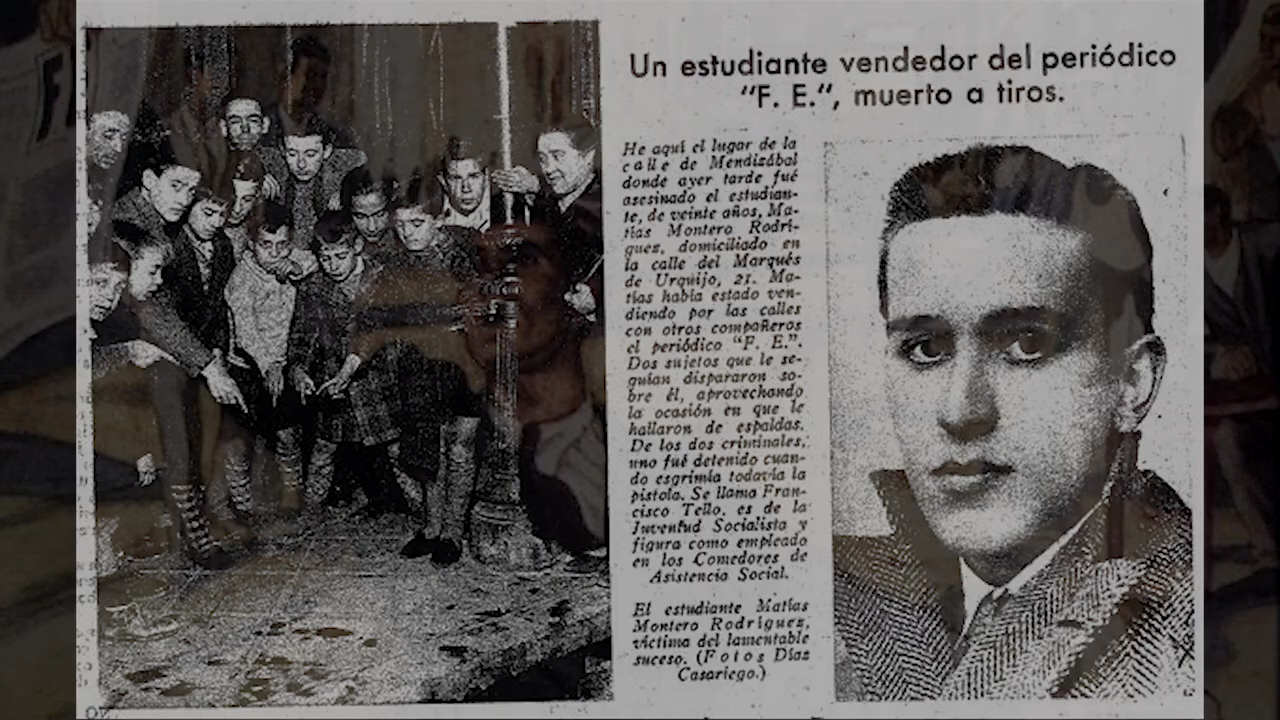 Un estudiante vendedor del periódico
"F. E.", muerto a tiros.
He aquí el lugar de la
calle de Mendizábal
donde ayer tarde fué
asesinado el estudian-
te, de veinte años, Ma-
tías Montero Rodrí-
guez, domiciliado en
la calle del Marqués
de Urquijo, 21. Ma-
tías había estado ven-
diendo por las calles
con otros compañeros
el periódico "F. E.".
Dos sujetos que le se-
guían dispararon so-
bre él, aprovechando
la ocasión en que le
hallaron de espaldas.
De los dos criminales,
uno fué detenido cuan-
do esgrimía todavía la
pistola. Se llama Fran-
cisco Tello, es de la
Juventud Socialista y
figura como empleado
en los Comedores de
Asistencia Social.
El estudiante Matías
Montero Rodríguez,
víctima del lamentable
suceso. (Fotos Díaz
Casariego.)